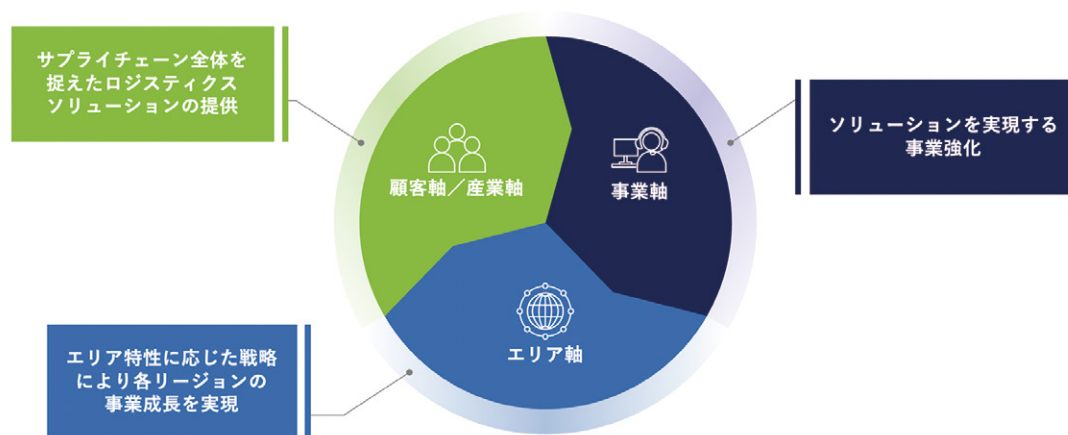 サプライチェーン全体を
捉えたロジスティクス
ソリューションの提供
顧客軸／産業軸
事業軸
ソリューションを実現する
事業強化
エリア軸
エリア特性に応じた戦略
により各リージョンの
事業成長を実現